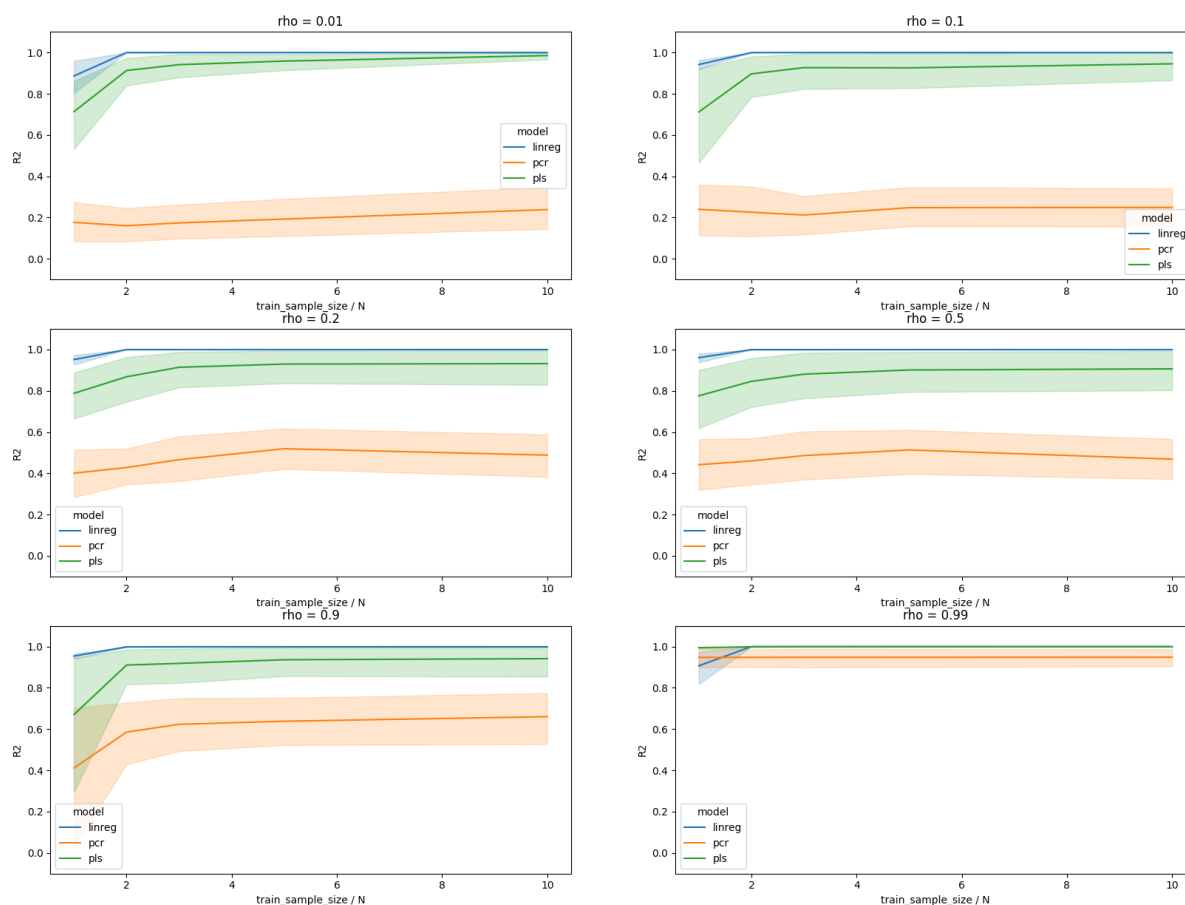 rho = 0.01
R2
1.0
0.8
0.6
0.4
0.2
0.0
model
linreg
pcr
pls
2
4
6
8
10
train_sample_size / N
rho = 0.1
R2
1.0
0.8
0.6
0.4
0.2
0.0
model
linreg
pcr
pls
2
4
6
8
10
train_sample_size / N
rho = 0.2
R2
1.0
0.8
0.6
0.4
0.2
0.0
model
linreg
pcr
pls
2
4
6
8
10
train_sample_size / N
rho = 0.5
R2
1.0
0.8
0.6
0.4
0.2
0.0
model
linreg
pcr
pls
2
4
6
8
10
train_sample_size / N
rho = 0.9
R2
1.0
0.8
0.6
0.4
0.2
0.0
model
linreg
pcr
pls
2
4
6
8
10
train_sample_size / N
rho = 0.99
R2
1.0
0.8
0.6
0.4
0.2
0.0
model
linreg
pcr
pls
2
4
6
8
10
train_sample_size / N